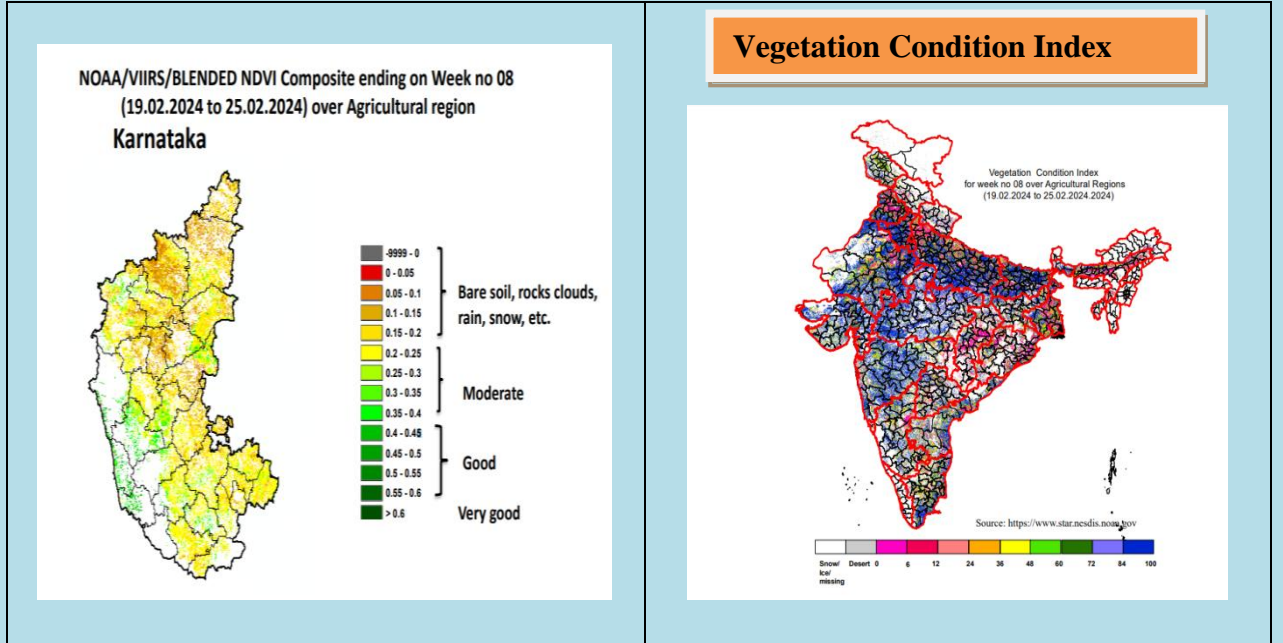 NOAA/VIIRS/BLENDED NDVI Composite ending on Week no 08
(19.02.2024 to 25.02.2024) over Agricultural region
Karnataka
-9999 - 0
0 - 0.05
0.05 - 0.1
0.1 - 0.15
0.15 - 0.2
Bare soil, rocks clouds,
rain, snow, etc.
0.2 - 0.25
0.25 - 0.3
0.3 - 0.35
0.35 - 0.4
Moderate
0.4 - 0.45
0.45 - 0.5
0.5 - 0.55
0.55 - 0.6
Good
> 0.6
Very good
Vegetation Condition Index
Vegetation Condition Index
for week no 08 over Agricultural Regions
(19.02.2024 to 25.02.2024.2024)
Source: https://www.star.nesdis.noaa.gov
Snow/
Ice/
missing
Desert 0 6 12 24 36 48 60 72 84 100